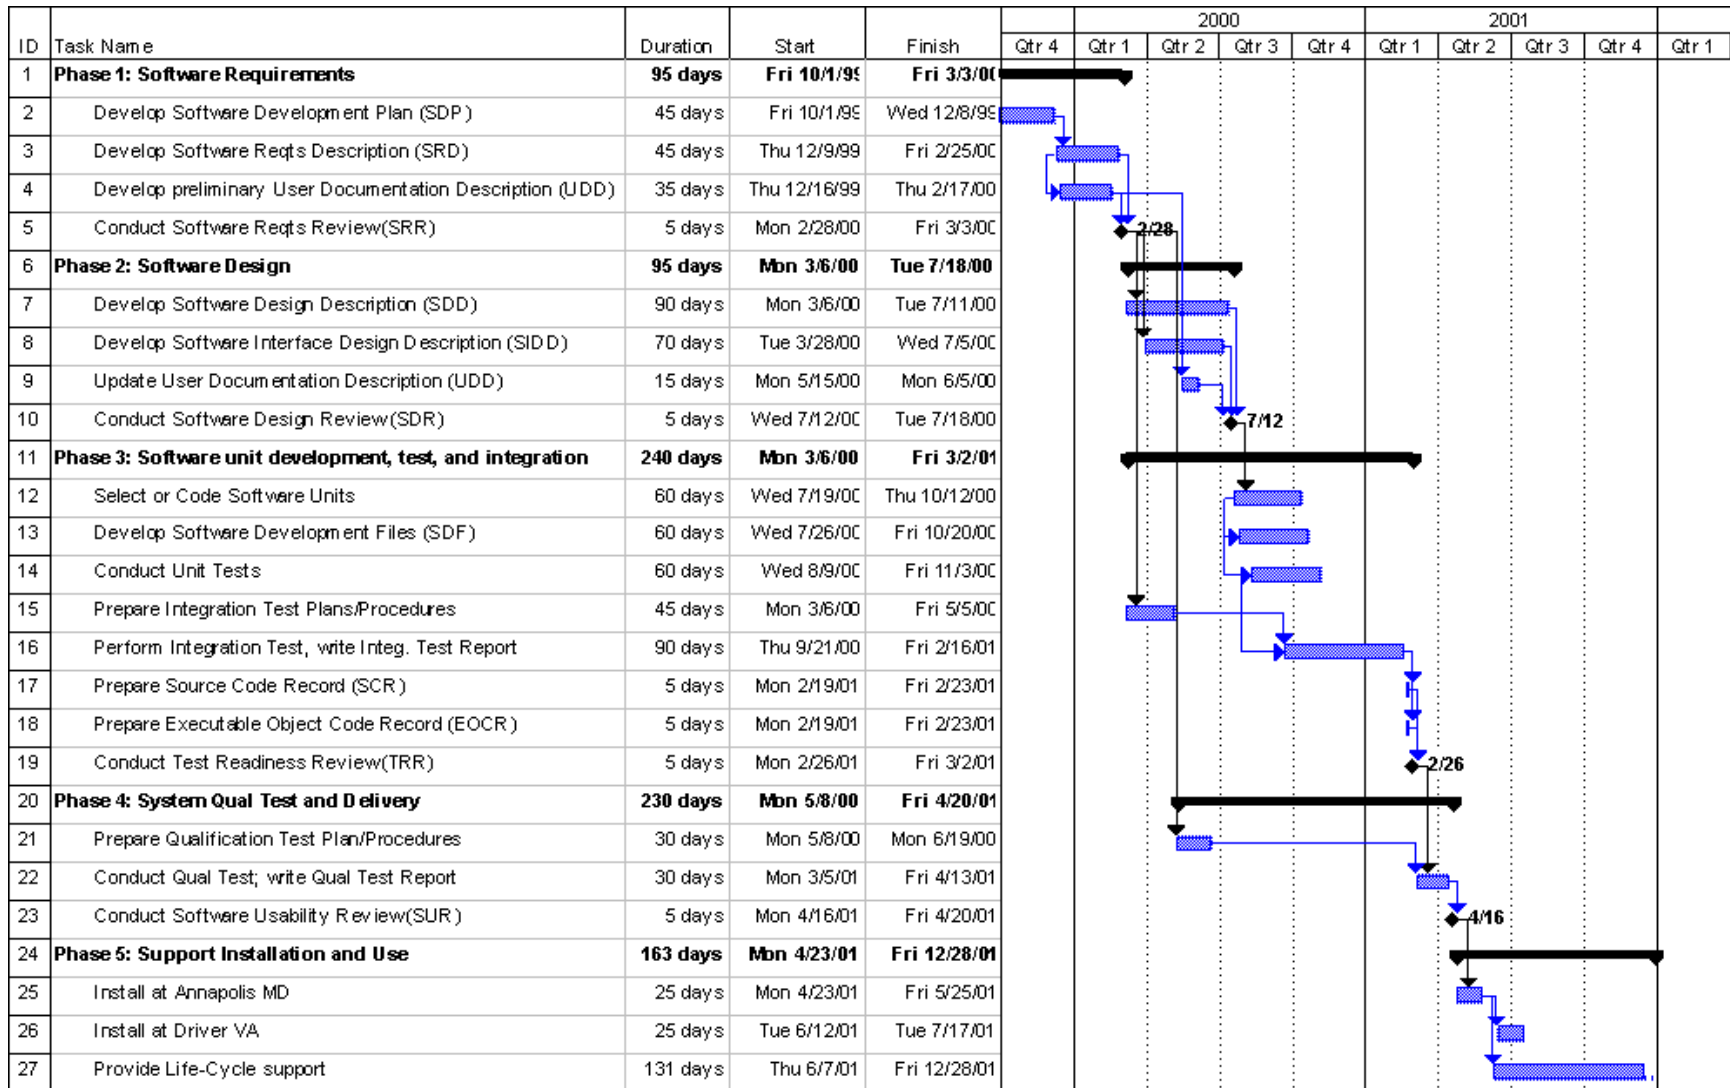 2000 2001
ID Task Name Duration Start Finish Qtr 4 Qtr 1 Qtr 2 Qtr 3 Qtr 4 Qtr 1 Qtr 2 Qtr 3 Qtr 4 Qtr 1
1 Phase 1: Software Requirements 95 days Fri 10/1/99 Fri 3/3/00
2 Develop Software Development Plan (SDP) 45 days Fri 10/1/99 Wed 12/8/99
3 Develop Software Reqts Description (SRD) 45 days Thu 12/9/99 Fri 2/25/00
4 Develop preliminary User Documentation Description (UDD) 35 days Thu 12/16/99 Thu 2/17/00
5 Conduct Software Reqts Review(SRR) 5 days Mon 2/28/00 Fri 3/3/00 2/28
6 Phase 2: Software Design 95 days Mon 3/6/00 Tue 7/18/00
7 Develop Software Design Description (SDD) 90 days Mon 3/6/00 Tue 7/11/00
8 Develop Software Interface Design Description (SIDD) 70 days Tue 3/28/00 Wed 7/5/00
9 Update User Documentation Description (UDD) 15 days Mon 5/15/00 Mon 6/5/00
10 Conduct Software Design Review(SDR) 5 days Wed 7/12/00 Tue 7/18/00 7/12
11 Phase 3: Software unit development, test, and integration 240 days Mon 3/6/00 Fri 3/2/01
12 Select or Code Software Units 60 days Wed 7/19/00 Thu 10/12/00
13 Develop Software Development Files (SDF) 60 days Wed 7/26/00 Fri 10/20/00
14 Conduct Unit Tests 60 days Wed 8/9/00 Fri 11/3/00
15 Prepare Integration Test Plans/Procedures 45 days Mon 3/6/00 Fri 5/5/00
16 Perform Integration Test, write Integ. Test Report 90 days Thu 9/21/00 Fri 2/16/01
17 Prepare Source Code Record (SCR) 5 days Mon 2/19/01 Fri 2/23/01
18 Prepare Executable Object Code Record (EOCR) 5 days Mon 2/19/01 Fri 2/23/01
19 Conduct Test Readiness Review(TRR) 5 days Mon 2/26/01 Fri 3/2/01 2/26
20 Phase 4: System Qual Test and Delivery 230 days Mon 5/8/00 Fri 4/20/01
21 Prepare Qualification Test Plan/Procedures 30 days Mon 5/8/00 Mon 6/19/00
22 Conduct Qual Test; write Qual Test Report 30 days Mon 3/5/01 Fri 4/13/01
23 Conduct Software Usability Review(SUR) 5 days Mon 4/16/01 Fri 4/20/01 4/16
24 Phase 5: Support Installation and Use 163 days Mon 4/23/01 Fri 12/28/01
25 Install at Annapolis MD 25 days Mon 4/23/01 Fri 5/25/01
26 Install at Driver VA 25 days Tue 6/12/01 Tue 7/17/01
27 Provide Life-Cycle support 131 days Thu 6/7/01 Fri 12/28/01